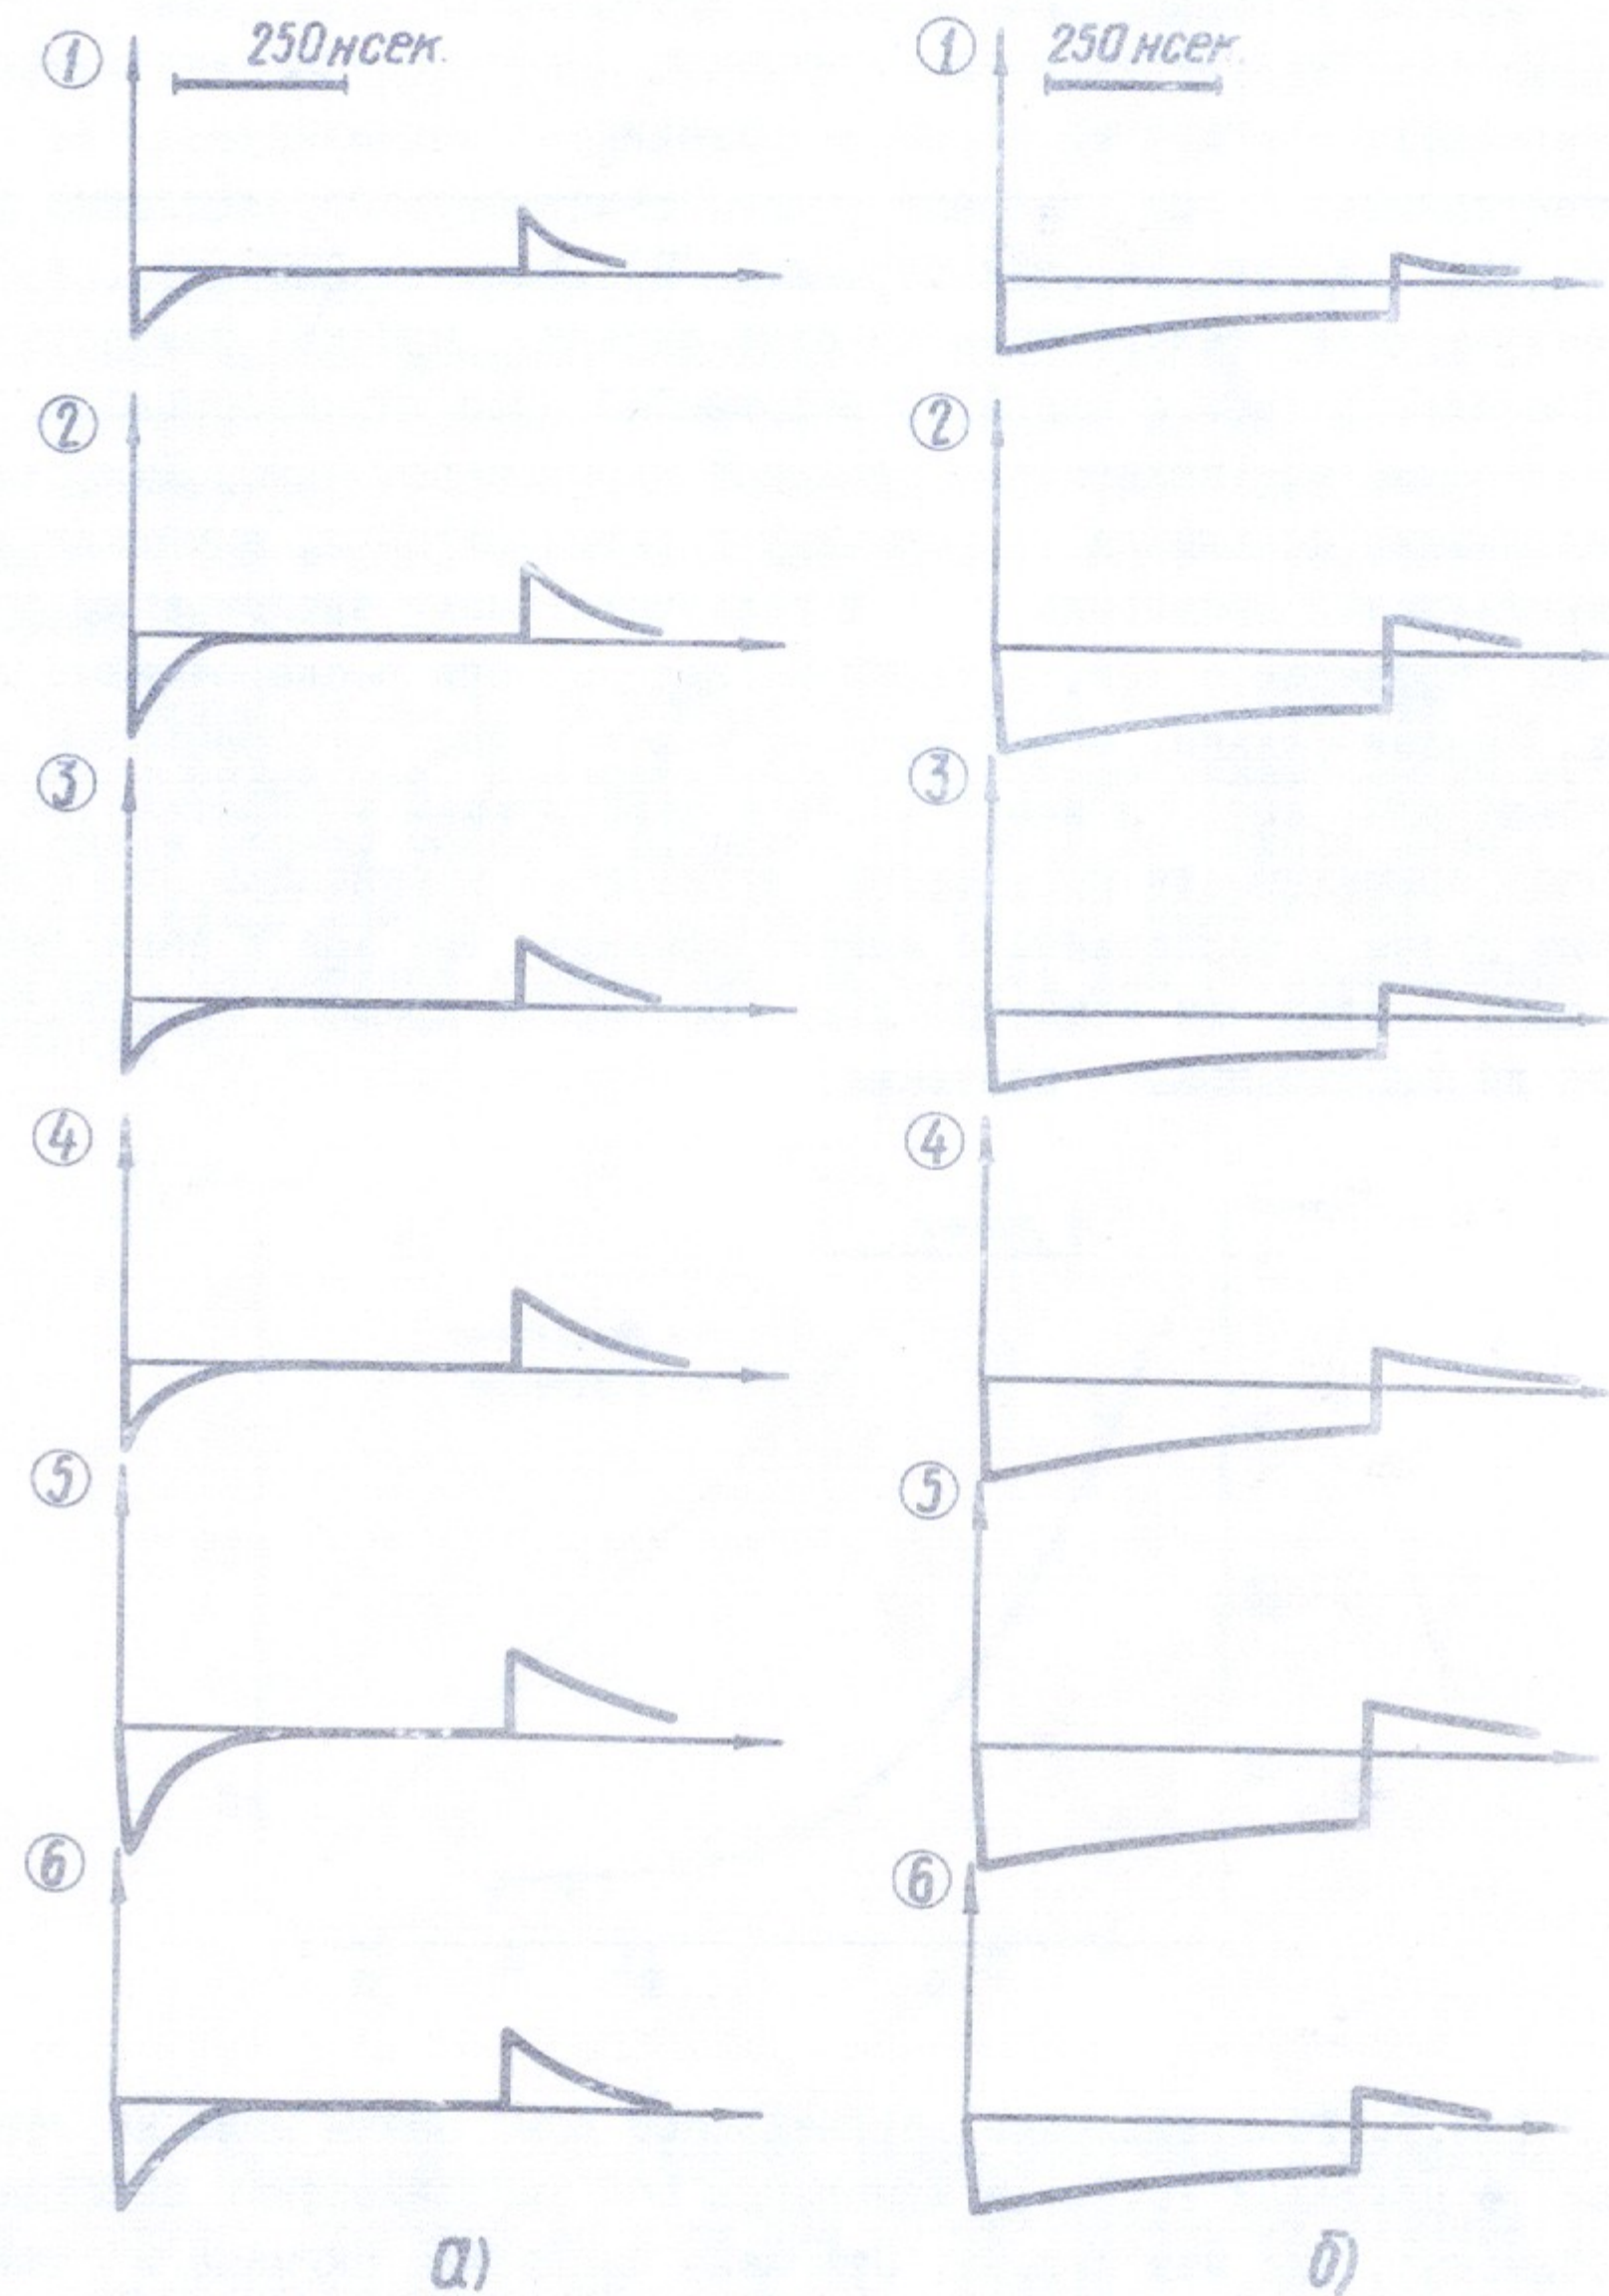 ① 250 нсек. ① 250 нсек.
② ②
③ ③
④ ④
⑤ ⑤
⑥ ⑥
а) б)